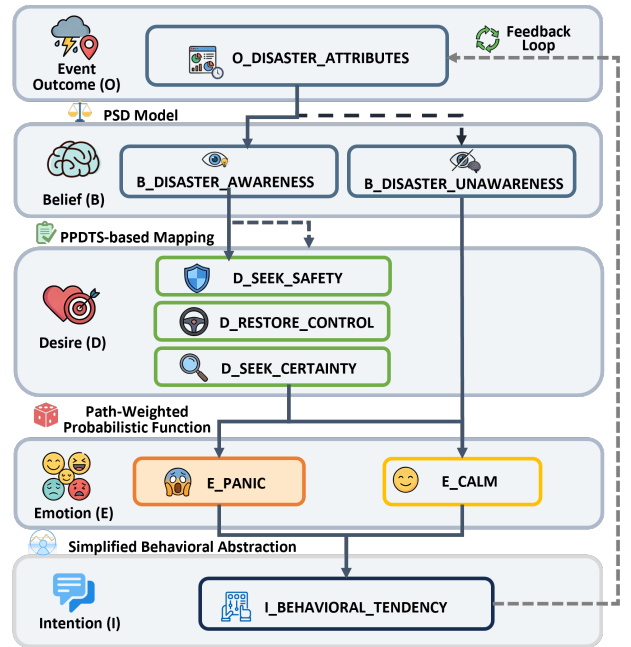 Event
Outcome (O)
O_DISASTER_ATTRIBUTES
Feedback
Loop
PSD Model
Belief (B)
B_DISASTER_AWARENESS
B_DISASTER_UNAWARENESS
PPDTS-based Mapping
Desire (D)
D_SEEK_SAFETY
D_RESTORE_CONTROL
D_SEEK_CERTAINTY
Path-Weighted
Probabilistic Function
Emotion (E)
E_PANIC
E_CALM
Simplified Behavioral Abstraction
Intention (I)
I_BEHAVIORAL_TENDENCY